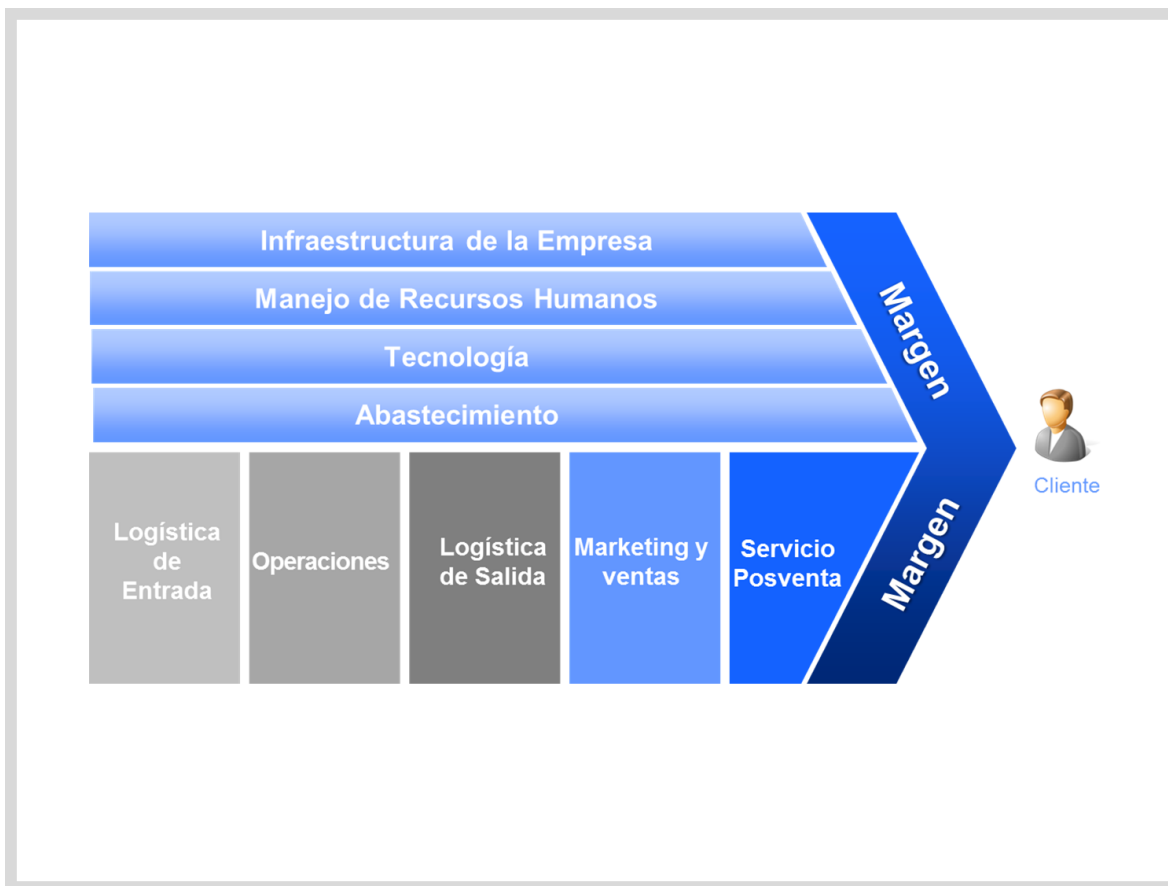 Infraestructura de la Empresa
Manejo de Recursos Humanos
Tecnología
Abastecimiento
Margen
Logística
de
Entrada
Operaciones
Logística
de Salida
Marketing y
ventas
Servicio
Posventa
Margen
Cliente